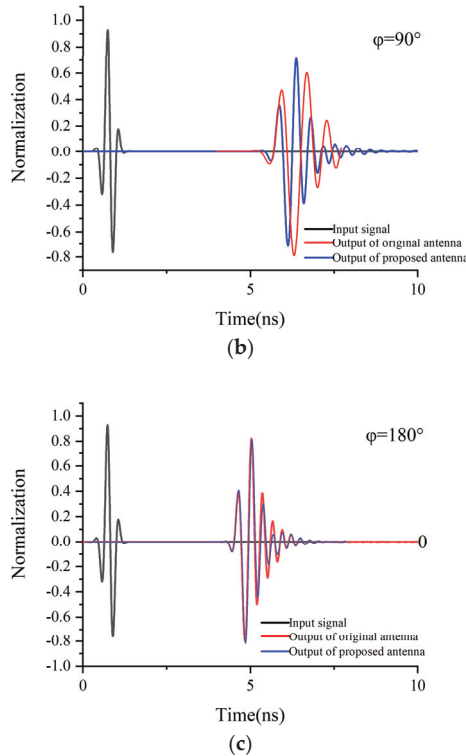 φ=90°
Normalization
1.0
0.8
0.6
0.4
0.2
0.0
-0.2
-0.4
-0.6
-0.8
Input signal
Output of original antenna
Output of proposed antenna
0
5
10
Time(ns)
(b)
φ=180°
Normalization
1.0
0.8
0.6
0.4
0.2
0.0
-0.2
-0.4
-0.6
-0.8
-1.0
0
Input signal
Output of original antenna
Output of proposed antenna
0
5
10
Time(ns)
(c)